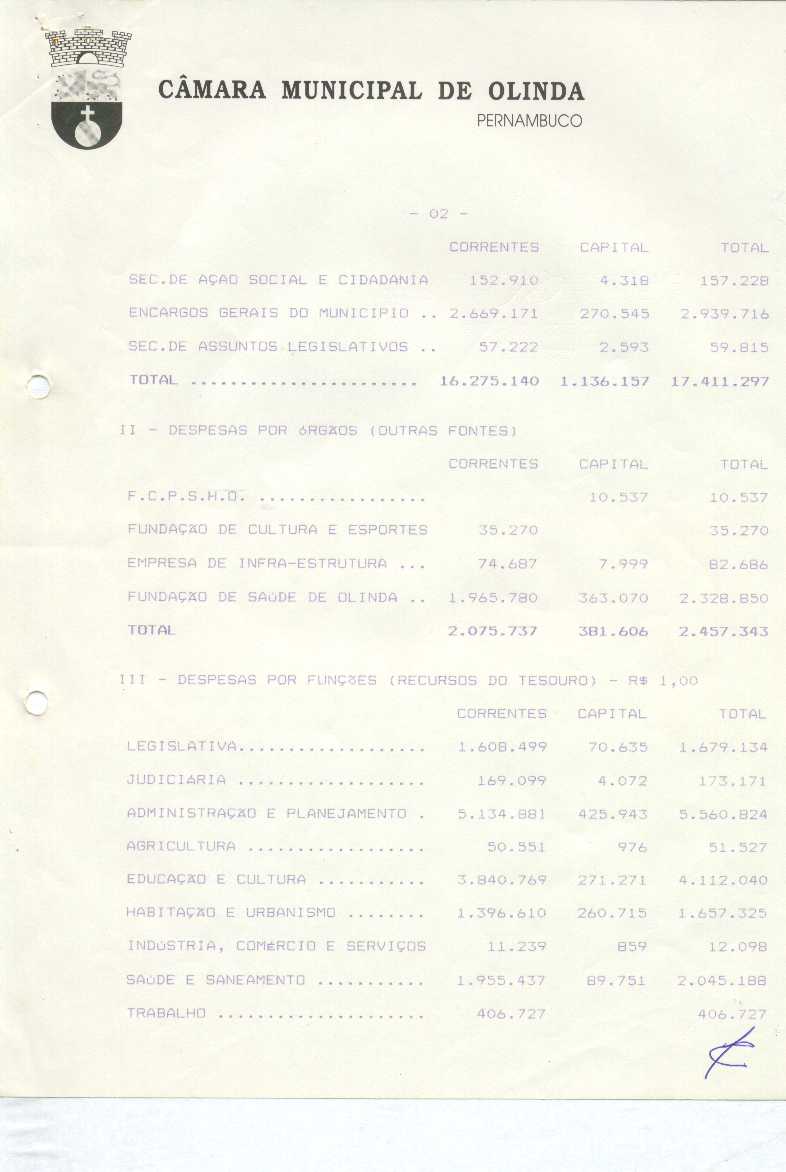 CÂMARA MUNICIPAL DE OLINDA
PERNAMBUCO
- 02 -
CORRENTES CAPITAL TOTAL
SEC.DE AÇAO SOCIAL E CIDADANIA 152.910 4.318 157.228
ENCARGOS GERAIS DO MUNICIPIO .. 2.669.171 270.545 2.939.716
SEC.DE ASSUNTOS LEGISLATIVOS .. 57.222 2.593 59.815
TOTAL ....................... 16.275.140 1.136.157 17.411.297
II - DESPESAS POR óRGÃOS (OUTRAS FONTES)
CORRENTES CAPITAL TOTAL
F.C.P.S.H.O. ................. 10.537 10.537
FUNDAÇÃO DE CULTURA E ESPORTES 35.270 35.270
EMPRESA DE INFRA-ESTRUTURA ... 74.687 7.999 82.686
FUNDAÇÃO DE SAúDE DE OLINDA .. 1.965.780 363.070 2.328.850
TOTAL 2.075.737 381.606 2.457.343
III - DESPESAS POR FUNÇõES (RECURSOS DO TESOURO) - R$ 1,00
CORRENTES CAPITAL TOTAL
LEGISLATIVA................... 1.608.499 70.635 1.679.134
JUDICIáRIA ................... 169.099 4.072 173.171
ADMINISTRAÇÃO E PLANEJAMENTO . 5.134.881 425.943 5.560.824
AGRICULTURA .................. 50.551 976 51.527
EDUCAÇÃO E CULTURA ........... 3.840.769 271.271 4.112.040
HABITAÇÃO E URBANISMO ........ 1.396.610 260.715 1.657.325
INDúSTRIA, COMÉRCIO E SERVIÇOS 11.239 859 12.098
SAúDE E SANEAMENTO ........... 1.955.437 89.751 2.045.188
TRABALHO ..................... 406.727 406.727